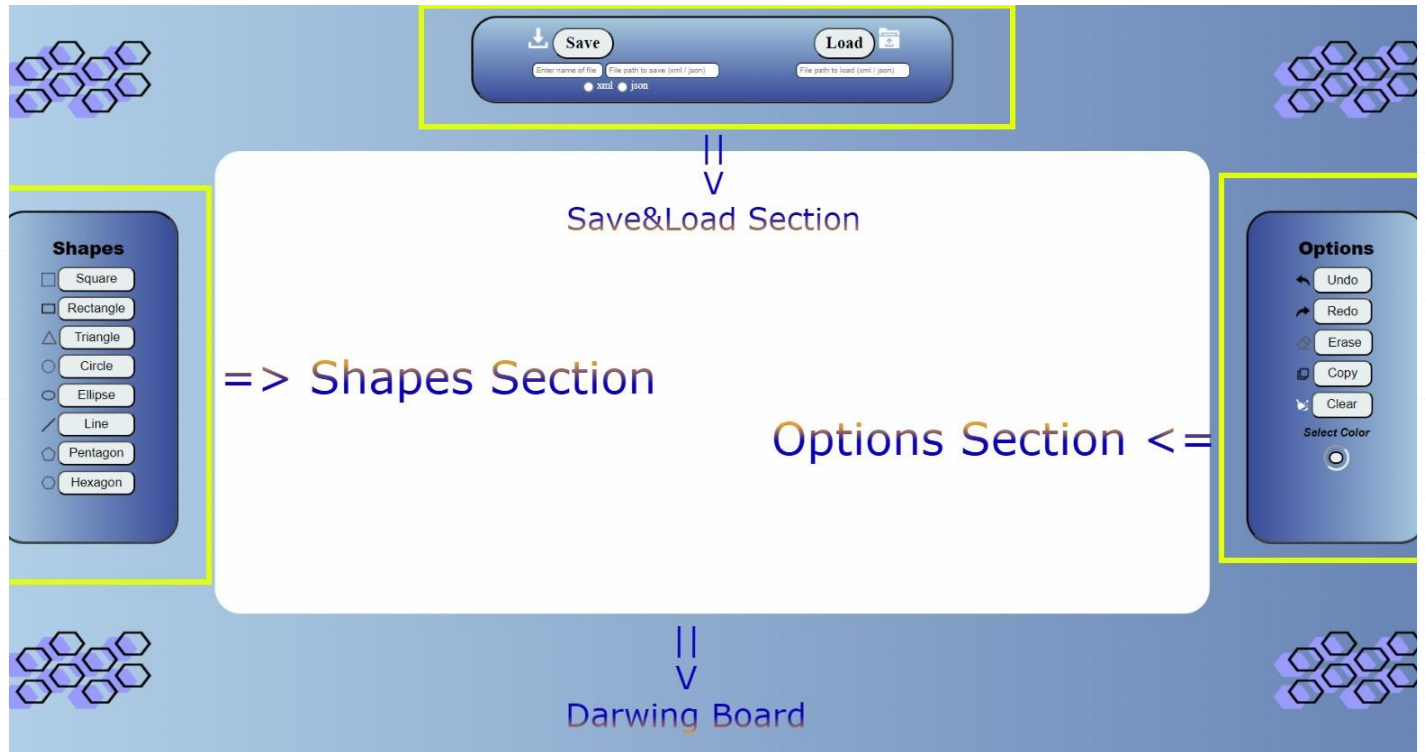 Save
Load
Enter name of file
File path to save (xml / json)
File path to load (xml / json)
xml
json
||
V
Save&Load Section
Shapes
Square
Rectangle
Triangle
Circle
Ellipse
Line
Pentagon
Hexagon
=> Shapes Section
Options Section <=
Options
Undo
Redo
Erase
Copy
Clear
Select Color
||
V
Darwing Board